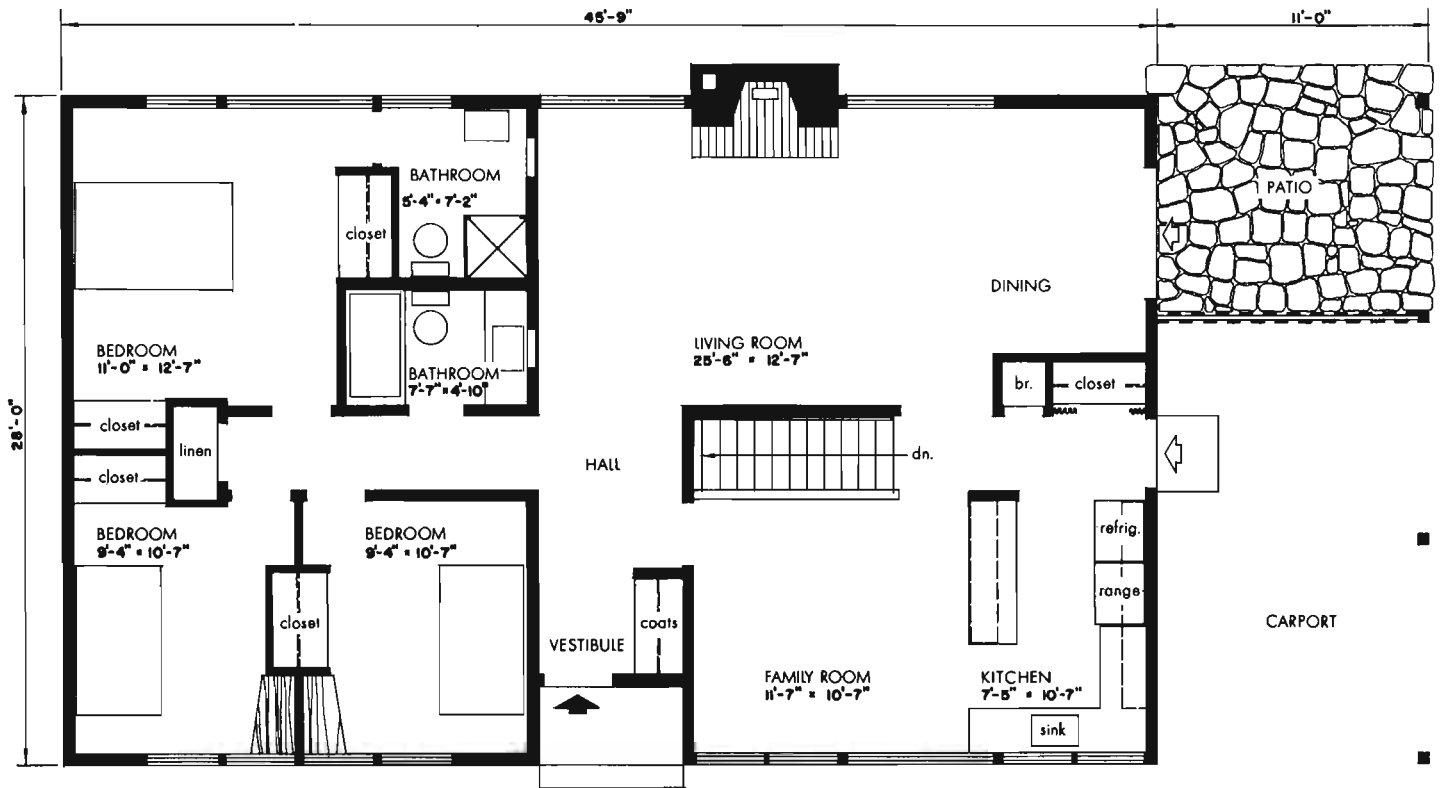 45'-9"
11'-0"
BATHROOM
5'-4" × 7'-2"
PATIO
closet
DINING
BEDROOM
11'-0" × 12'-7"
LIVING ROOM
25'-6" × 12'-7"
BATHROOM
7'-7" × 4'-10"
br.
closet
28'-0"
closet
linen
HALL
dn.
closet
BEDROOM
9'-4" × 10'-7"
BEDROOM
9'-4" × 10'-7"
refrig.
range
closet
coats
CARPORT
VESTIBULE
FAMILY ROOM
11'-7" × 10'-7"
KITCHEN
7'-5" × 10'-7"
sink